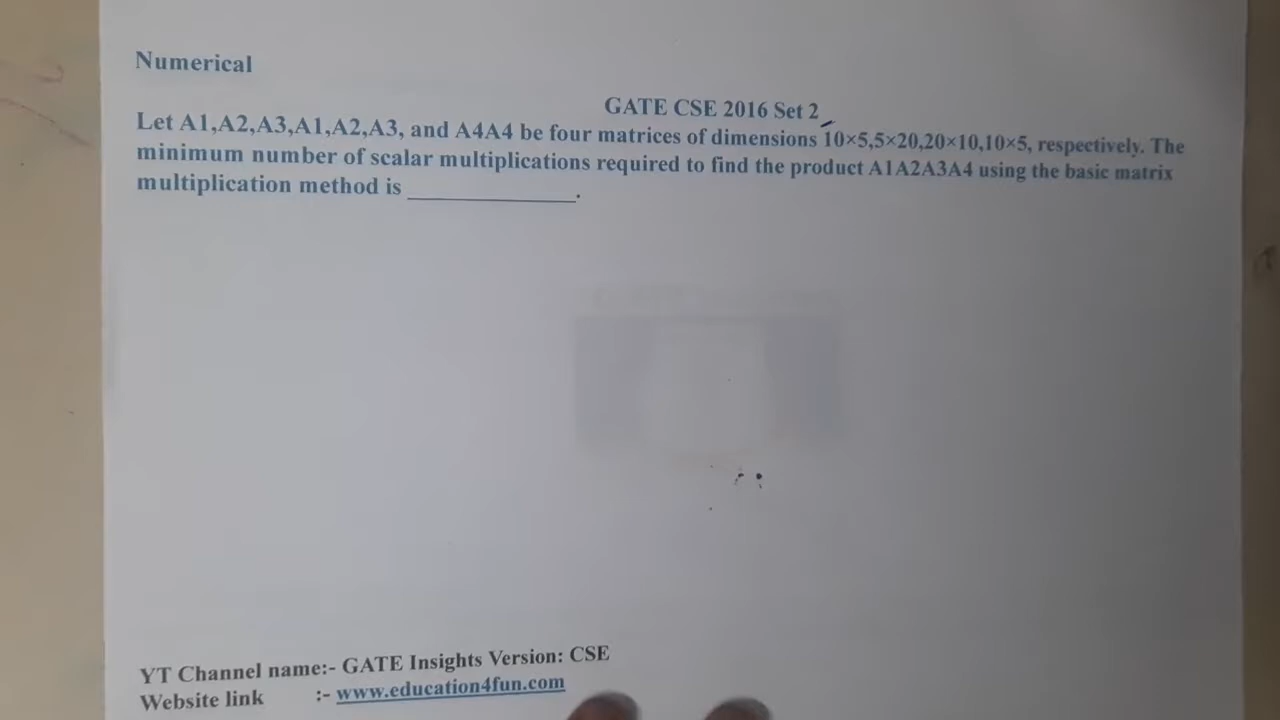 Numerical
GATE CSE 2016 Set 2
Let A1,A2,A3,A1,A2,A3, and A4A4 be four matrices of dimensions 10×5,5×20,20×10,10×5, respectively. The
minimum number of scalar multiplications required to find the product A1A2A3A4 using the basic matrix
multiplication method is ______________.
YT Channel name:- GATE Insights Version: CSE
Website link :- www.education4fun.com